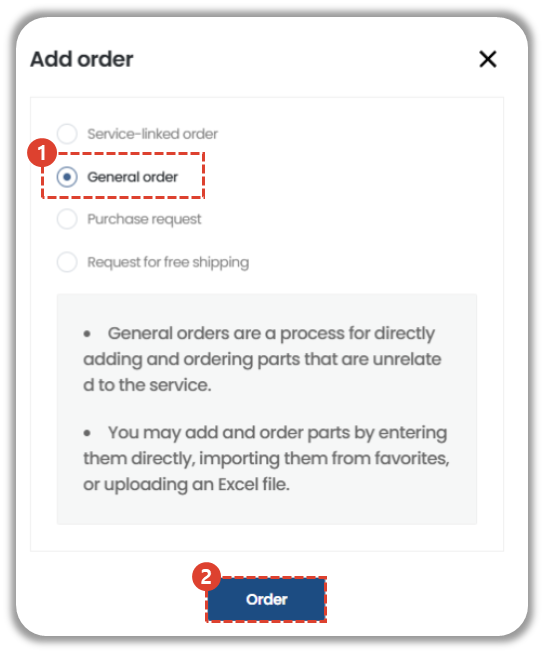 Add order
Service-linked order
1
General order
Purchase request
Request for free shipping
• General orders are a process for directly
adding and ordering parts that are unrelate
d to the service.
• You may add and order parts by entering
them directly, importing them from favorites,
or uploading an Excel file.
2
Order